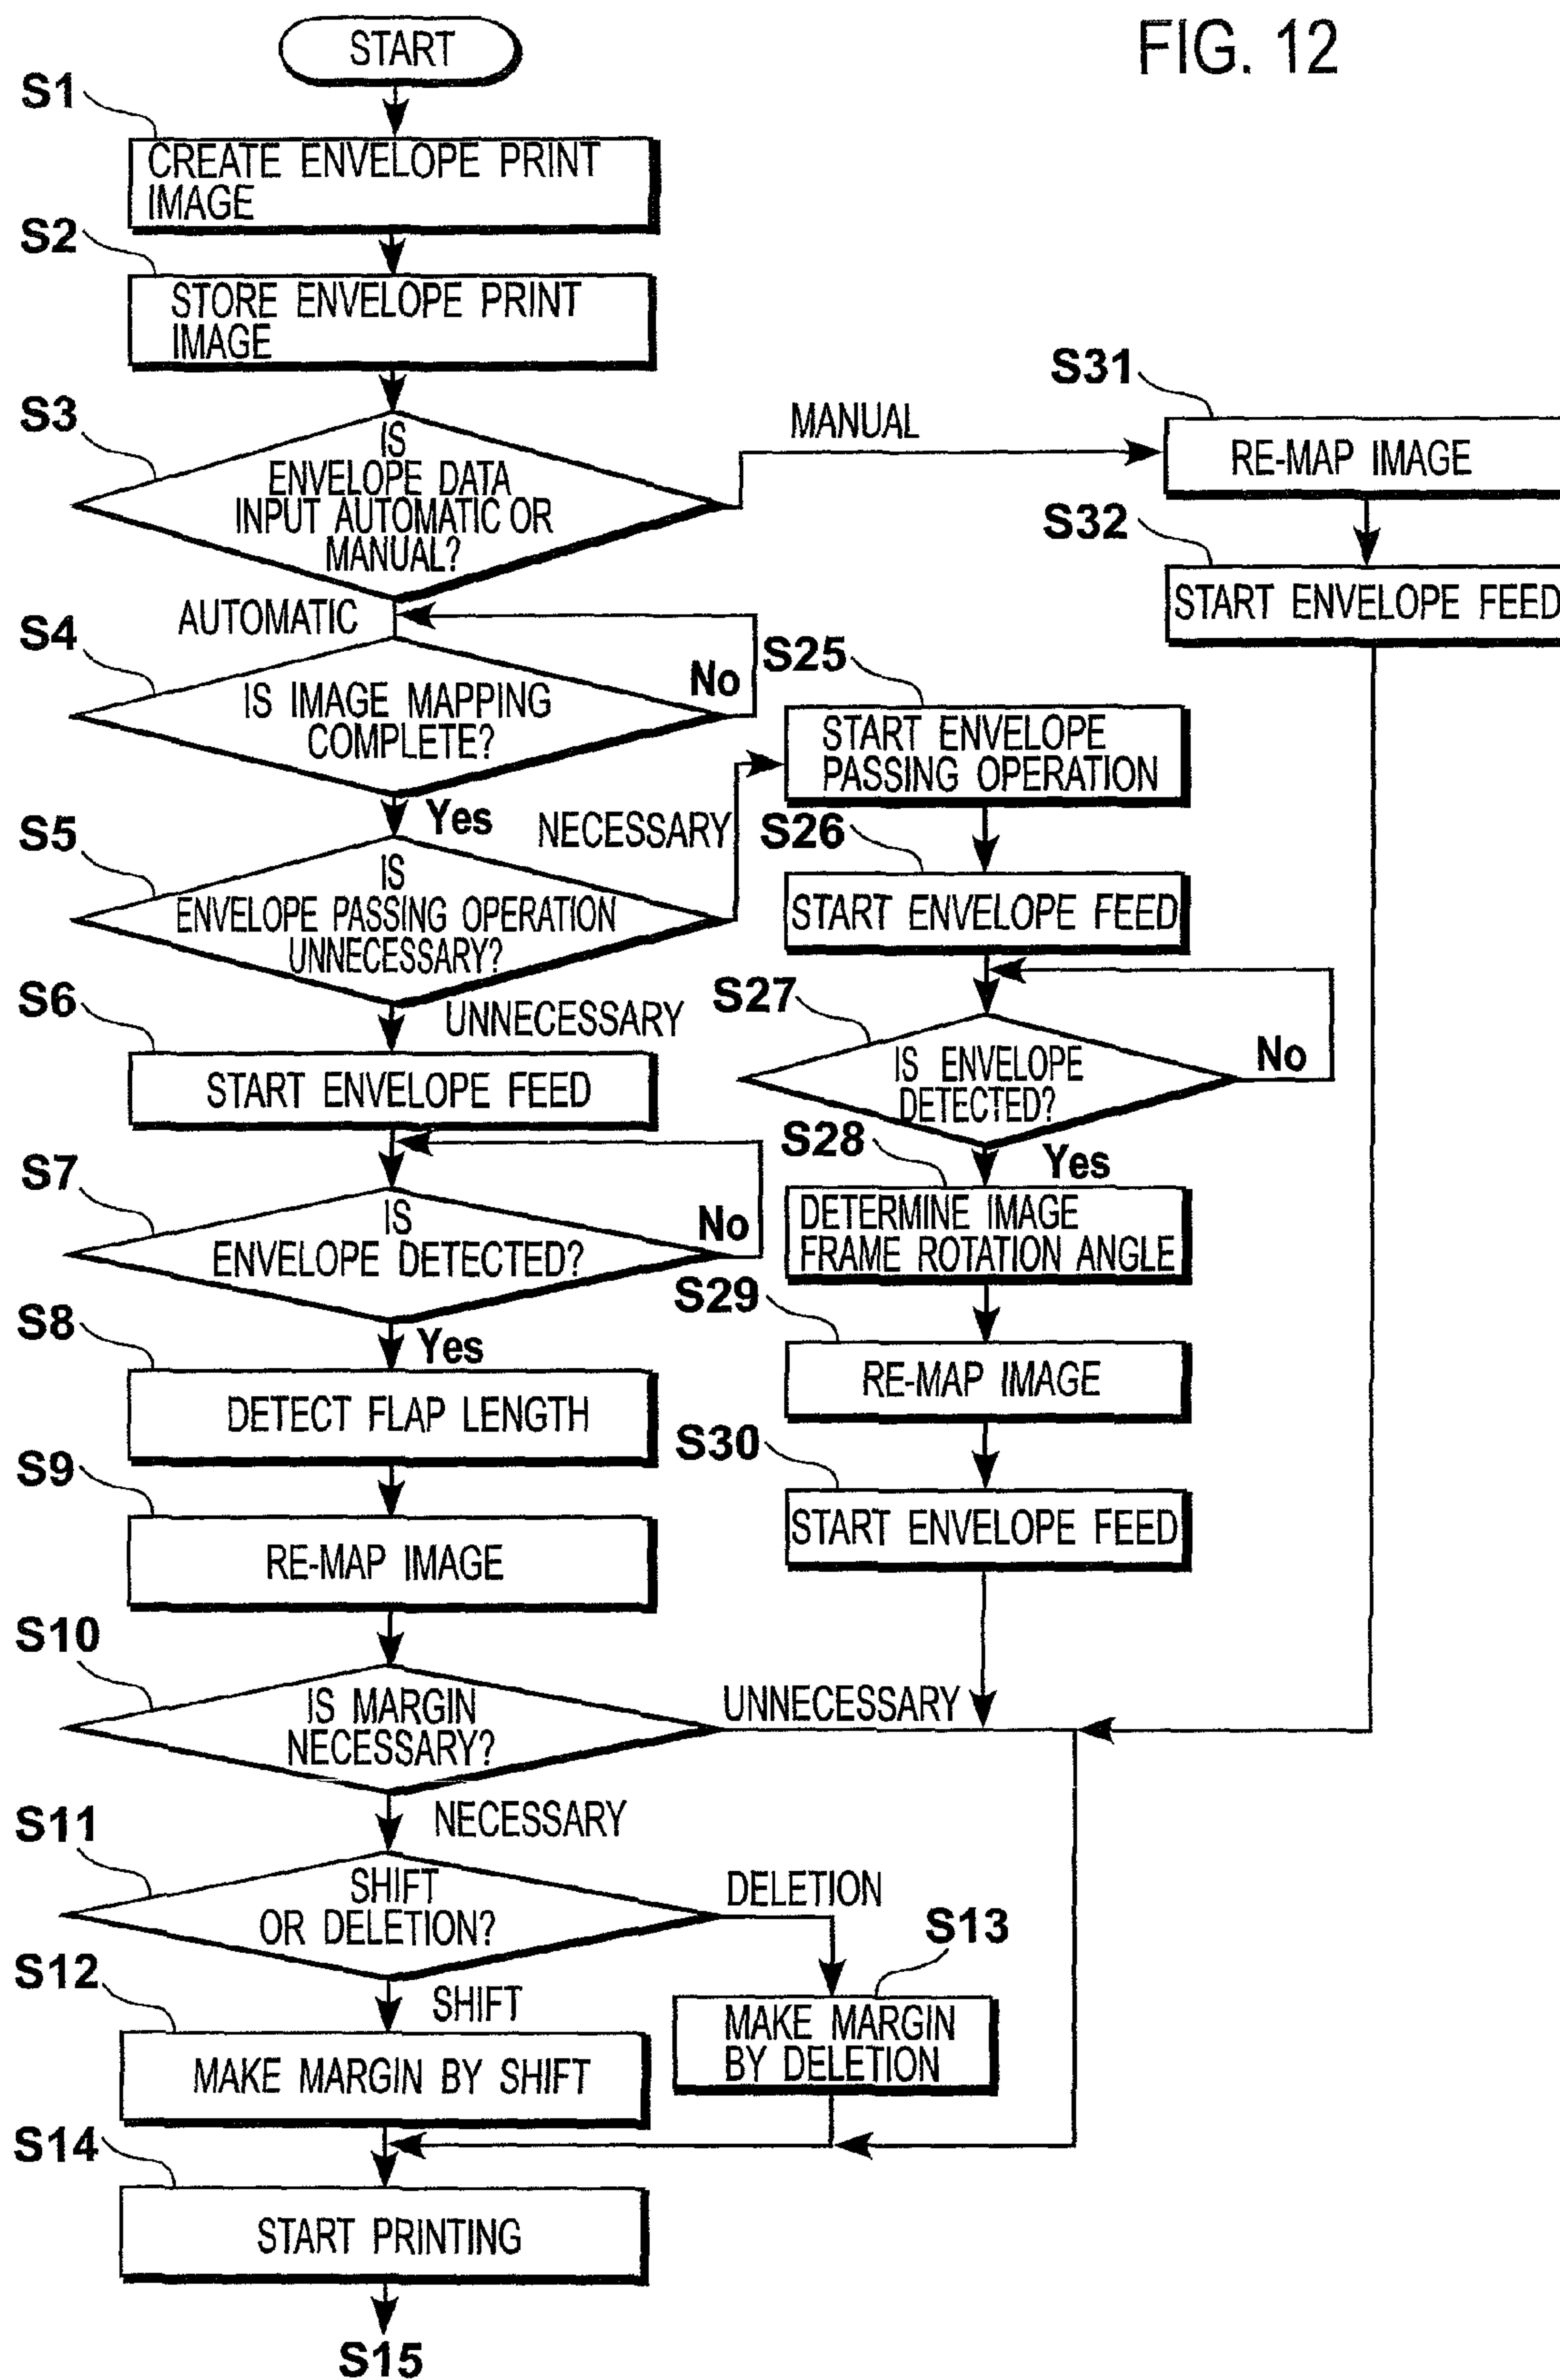 FIG. 12
START
S1
CREATE ENVELOPE PRINT
IMAGE
S2
STORE ENVELOPE PRINT
IMAGE
S3
IS
ENVELOPE DATA
INPUT AUTOMATIC OR
MANUAL?
MANUAL
AUTOMATIC
S31
RE-MAP IMAGE
S32
START ENVELOPE FEED
S4
IS IMAGE MAPPING
COMPLETE?
No
Yes
S5
IS
ENVELOPE PASSING OPERATION
UNNECESSARY?
NECESSARY
UNNECESSARY
S25
START ENVELOPE
PASSING OPERATION
S26
START ENVELOPE FEED
S27
IS ENVELOPE
DETECTED?
No
Yes
S28
DETERMINE IMAGE
FRAME ROTATION ANGLE
S29
RE-MAP IMAGE
S30
START ENVELOPE FEED
S6
START ENVELOPE FEED
S7
IS
ENVELOPE DETECTED?
No
Yes
S8
DETECT FLAP LENGTH
S9
RE-MAP IMAGE
S10
IS MARGIN
NECESSARY?
UNNECESSARY
NECESSARY
S11
SHIFT
OR DELETION?
DELETION
SHIFT
S12
MAKE MARGIN BY SHIFT
S13
MAKE MARGIN
BY DELETION
S14
START PRINTING
S15